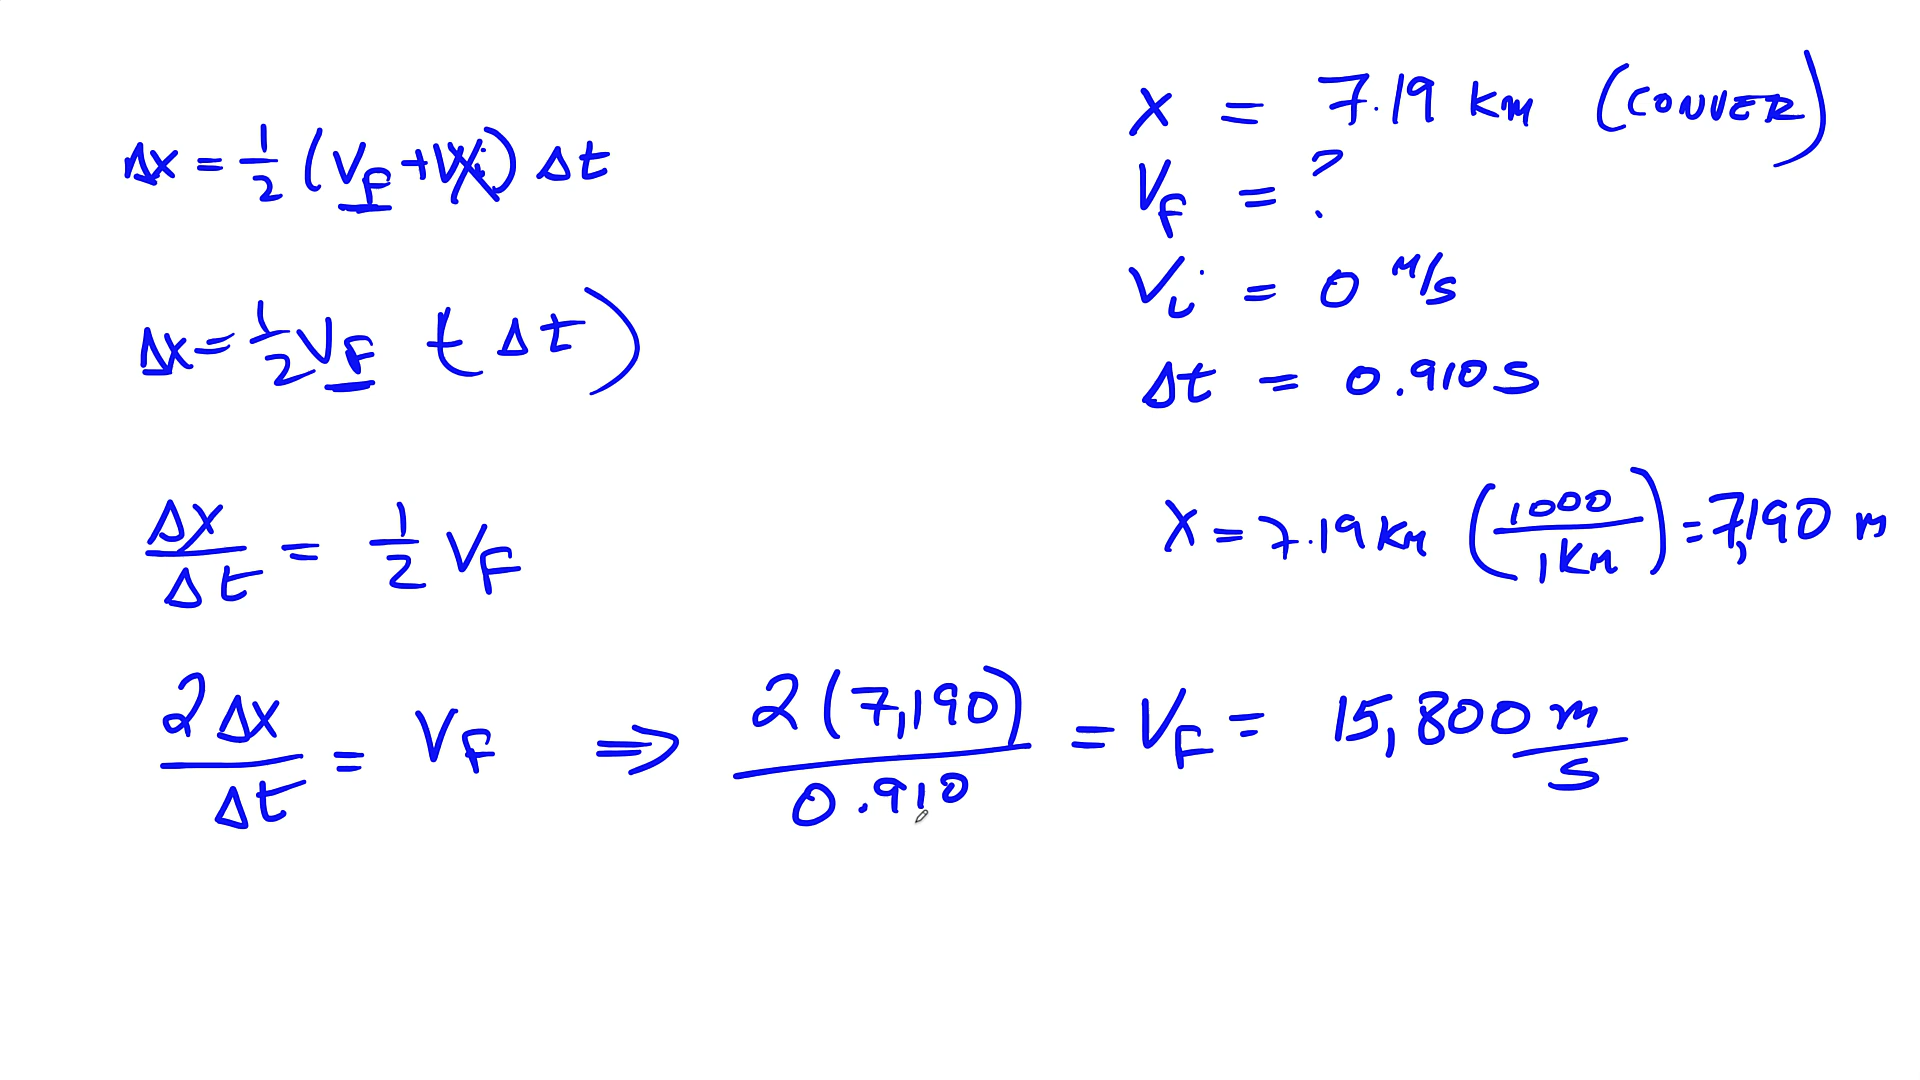 Δx = 1/2 (VF + Vi) Δt
Δx = 1/2 VF (Δt)
Δx/Δt = 1/2 VF
2Δx/Δt = VF ⇒ 2(7,190)/0.910 = VF = 15,800 m/s
X = 7.19 km (CONVER)
VF = ?
Vi = 0 M/S
Δt = 0.910 S
X = 7.19 KM (1000/1KM) = 7,190 m